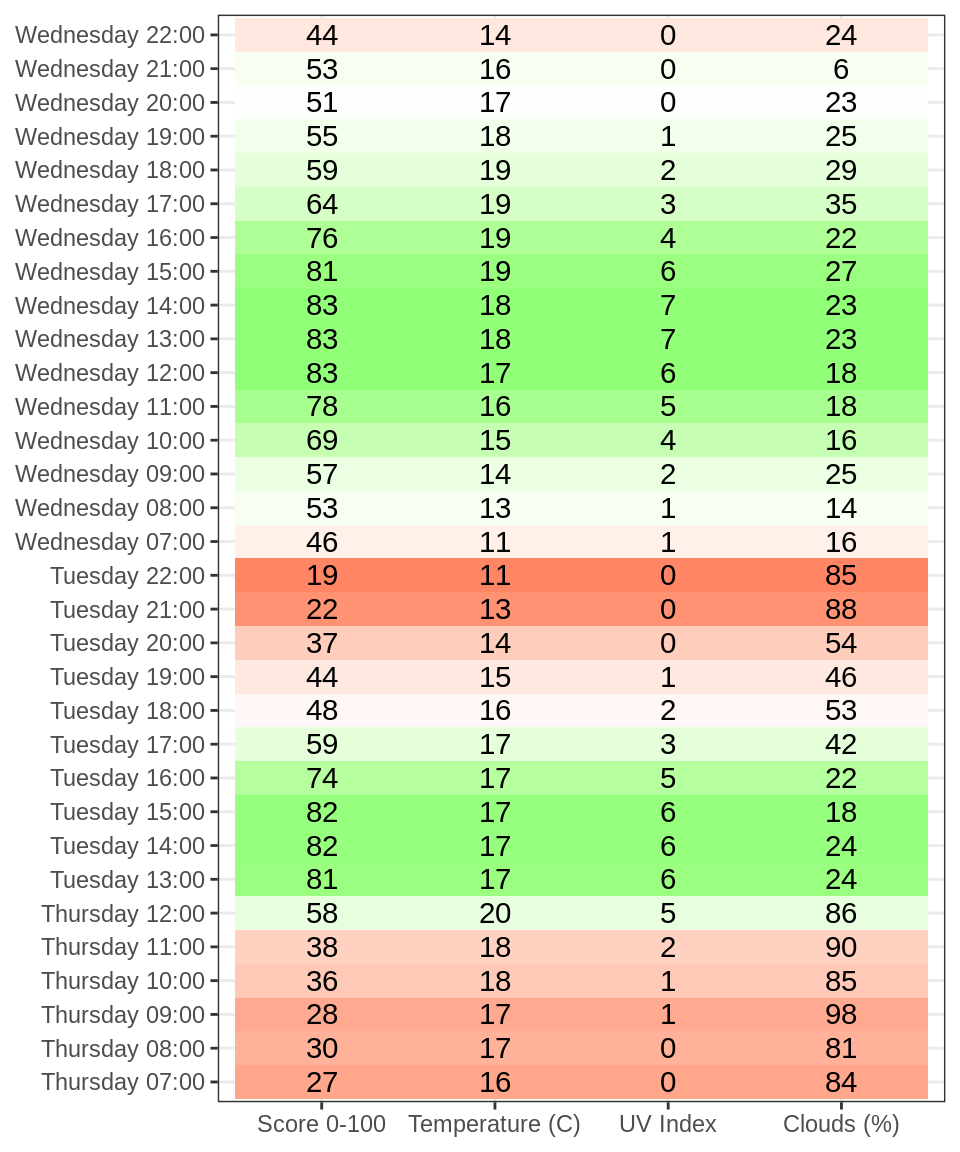 Wednesday 22:00 44 14 0 24
Wednesday 21:00 53 16 0 6
Wednesday 20:00 51 17 0 23
Wednesday 19:00 55 18 1 25
Wednesday 18:00 59 19 2 29
Wednesday 17:00 64 19 3 35
Wednesday 16:00 76 19 4 22
Wednesday 15:00 81 19 6 27
Wednesday 14:00 83 18 7 23
Wednesday 13:00 83 18 7 23
Wednesday 12:00 83 17 6 18
Wednesday 11:00 78 16 5 18
Wednesday 10:00 69 15 4 16
Wednesday 09:00 57 14 2 25
Wednesday 08:00 53 13 1 14
Wednesday 07:00 46 11 1 16
Tuesday 22:00 19 11 0 85
Tuesday 21:00 22 13 0 88
Tuesday 20:00 37 14 0 54
Tuesday 19:00 44 15 1 46
Tuesday 18:00 48 16 2 53
Tuesday 17:00 59 17 3 42
Tuesday 16:00 74 17 5 22
Tuesday 15:00 82 17 6 18
Tuesday 14:00 82 17 6 24
Tuesday 13:00 81 17 6 24
Thursday 12:00 58 20 5 86
Thursday 11:00 38 18 2 90
Thursday 10:00 36 18 1 85
Thursday 09:00 28 17 1 98
Thursday 08:00 30 17 0 81
Thursday 07:00 27 16 0 84
Score 0-100 Temperature (C) UV Index Clouds (%)